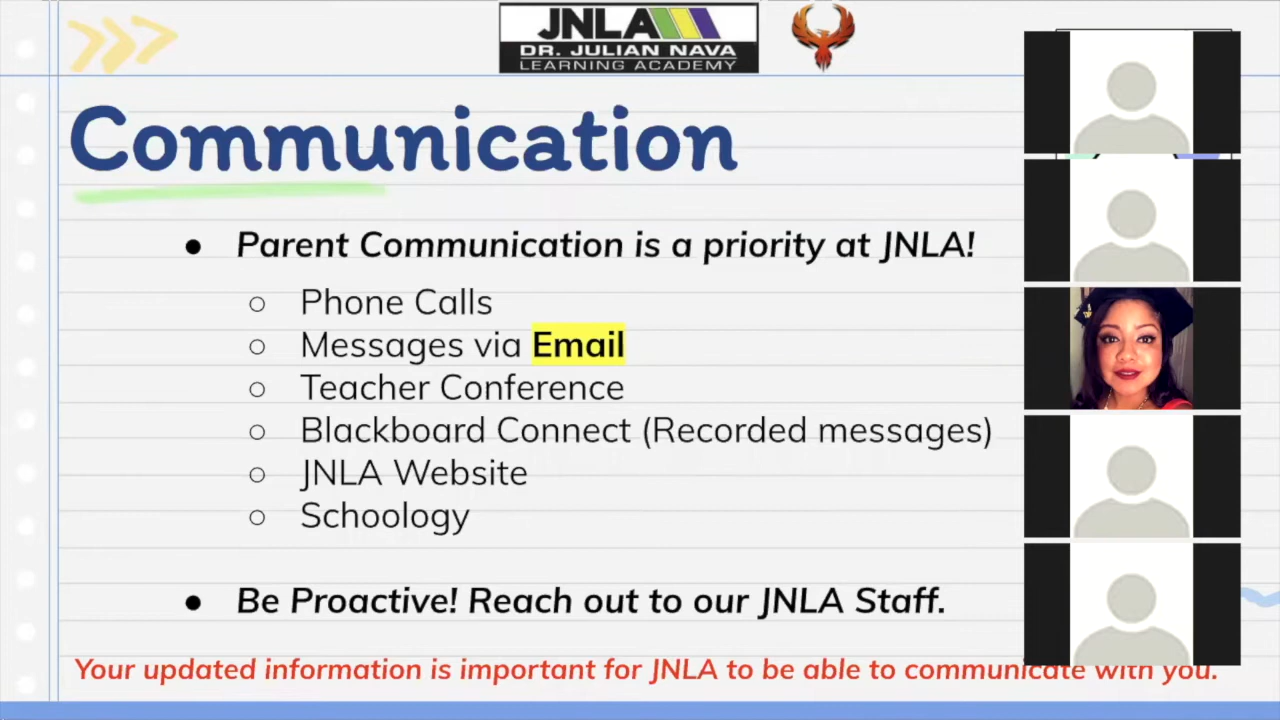 JNLA
DR. JULIAN NAVA
LEARNING ACADEMY
Communication
● Parent Communication is a priority at JNLA!
○ Phone Calls
○ Messages via Email
○ Teacher Conference
○ Blackboard Connect (Recorded messages)
○ JNLA Website
○ Schoology
● Be Proactive! Reach out to our JNLA Staff.
Your updated information is important for JNLA to be able to communicate with you.